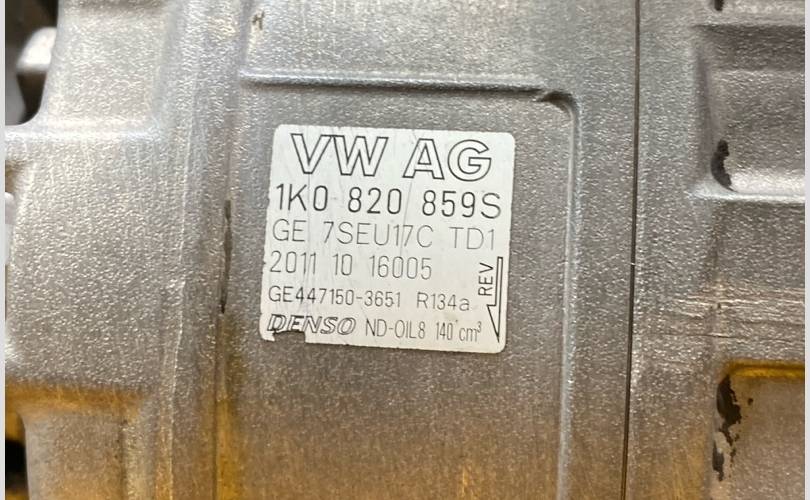 VW AG
1K0 820 859S
GE 7SEU17C TD1
2011 10 16005
GE447150-3651 R134a
DENSO ND-OIL8 140 cm³
REV